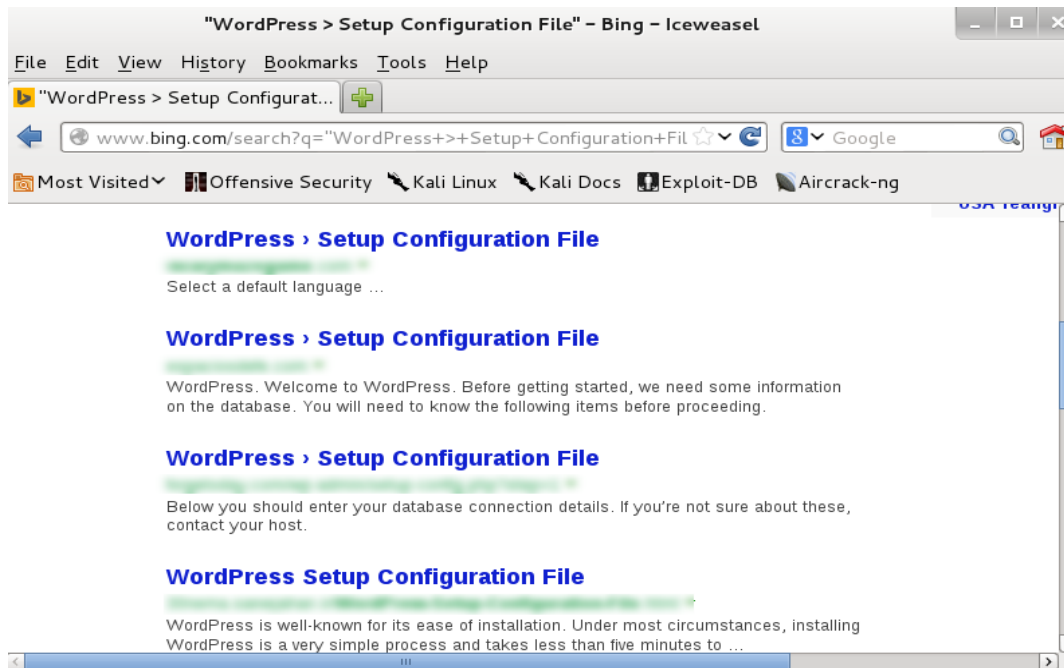 "WordPress > Setup Configuration File" – Bing – Iceweasel
File Edit View History Bookmarks Tools Help
"WordPress > Setup Configurat...
www.bing.com/search?q="WordPress+>+Setup+Configuration+Fil
Google
Most Visited Offensive Security Kali Linux Kali Docs Exploit-DB Aircrack-ng
WordPress › Setup Configuration File
Select a default language ...
WordPress › Setup Configuration File
WordPress. Welcome to WordPress. Before getting started, we need some information
on the database. You will need to know the following items before proceeding.
WordPress › Setup Configuration File
Below you should enter your database connection details. If you're not sure about these,
contact your host.
WordPress Setup Configuration File
WordPress is well-known for its ease of installation. Under most circumstances, installing
WordPress is a very simple process and takes less than five minutes to ...